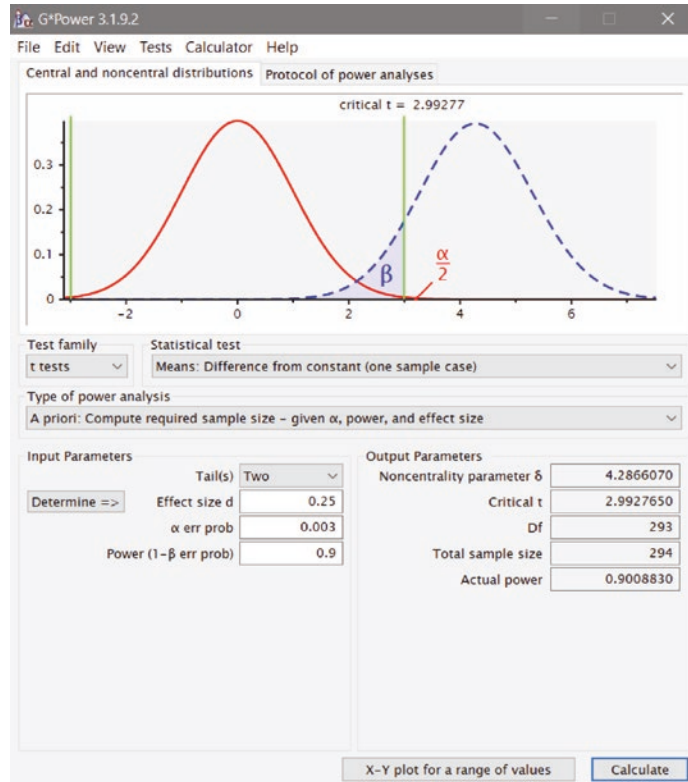 G*Power 3.1.9.2
File Edit View Tests Calculator Help
Central and noncentral distributions Protocol of power analyses
critical t = 2.99277
0.3
0.2
0.1
0
β
α
2
-2 0 2 4 6
Test family Statistical test
t tests Means: Difference from constant (one sample case)
Type of power analysis
A priori: Compute required sample size – given α, power, and effect size
Input Parameters Output Parameters
Tail(s) Two Noncentrality parameter δ 4.2866070
Determine => Effect size d 0.25 Critical t 2.9927650
α err prob 0.003 Df 293
Power (1-β err prob) 0.9 Total sample size 294
Actual power 0.9008830
X-Y plot for a range of values Calculate